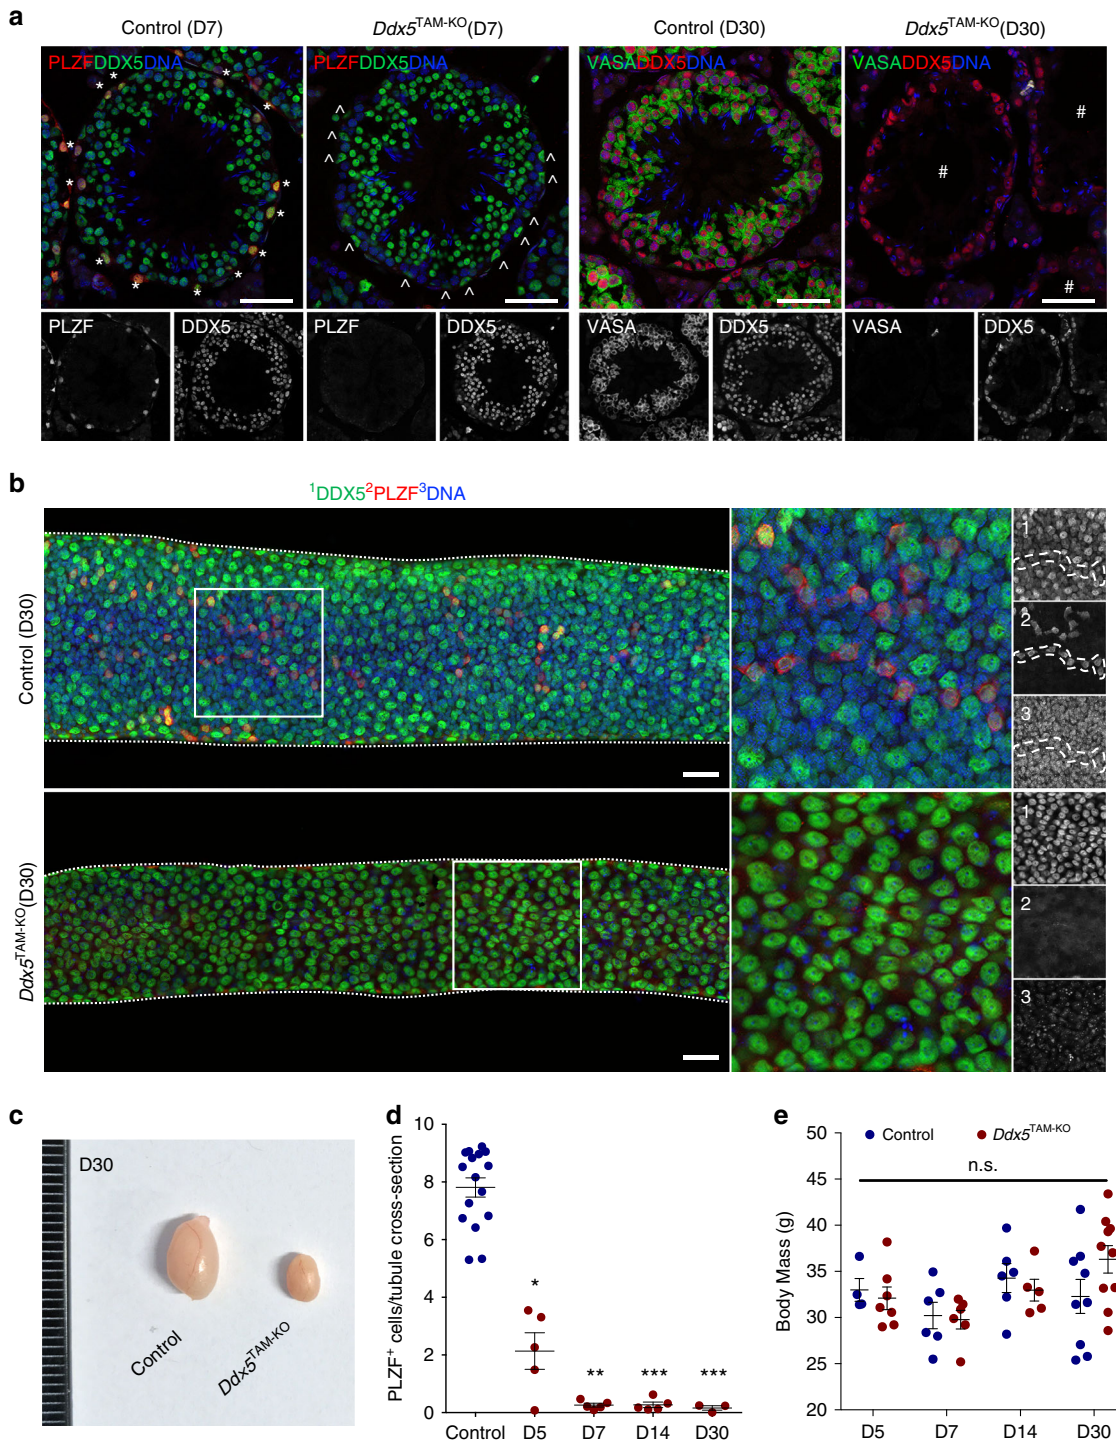 a
Control (D7)
Ddx5TAM-KO(D7)
Control (D30)
Ddx5TAM-KO(D30)
PLZFDDX5DNA
PLZFDDX5DNA
VASADDX5DNA
VASADDX5DNA
* * * * * * * * * * * * *
^ ^ ^ ^ ^ ^ ^ ^ ^ ^ ^ ^ ^
# # #
PLZF
DDX5
PLZF
DDX5
VASA
DDX5
VASA
DDX5
b
1DDX52PLZF3DNA
Control (D30)
1
2
3
Ddx5TAM-KO(D30)
1
2
3
c
D30
Control
Ddx5TAM-KO
d
PLZF+ cells/tubule cross-section
10
8
6
4
2
0
*
**
***
***
Control D5 D7 D14 D30
e
Control
Ddx5TAM-KO
n.s.
Body Mass (g)
50
45
40
35
30
25
20
D5 D7 D14 D30